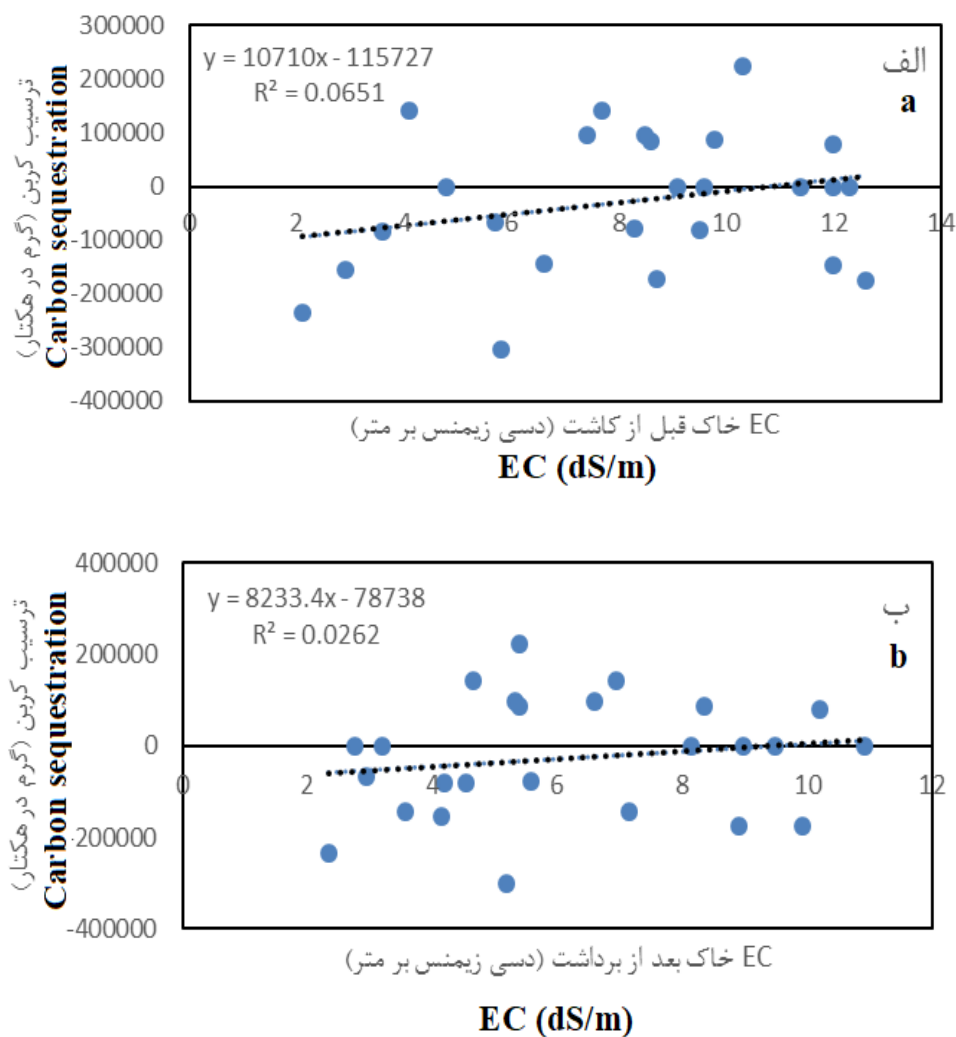 300000
200000
100000
0
-100000
-200000
-300000
-400000
y = 10710x - 115727
R² = 0.0651
الف
a
0 2 4 6 8 10 12 14
ترسیب کربن (گرم در هکتار)
Carbon sequestration
EC خاک قبل از کاشت (دسی زیمنس بر متر)
EC (dS/m)
400000
200000
0
-200000
-400000
y = 8233.4x - 78738
R² = 0.0262
ب
b
0 2 4 6 8 10 12
ترسیب کربن (گرم در هکتار)
Carbon sequestration
EC خاک بعد از برداشت (دسی زیمنس بر متر)
EC (dS/m)